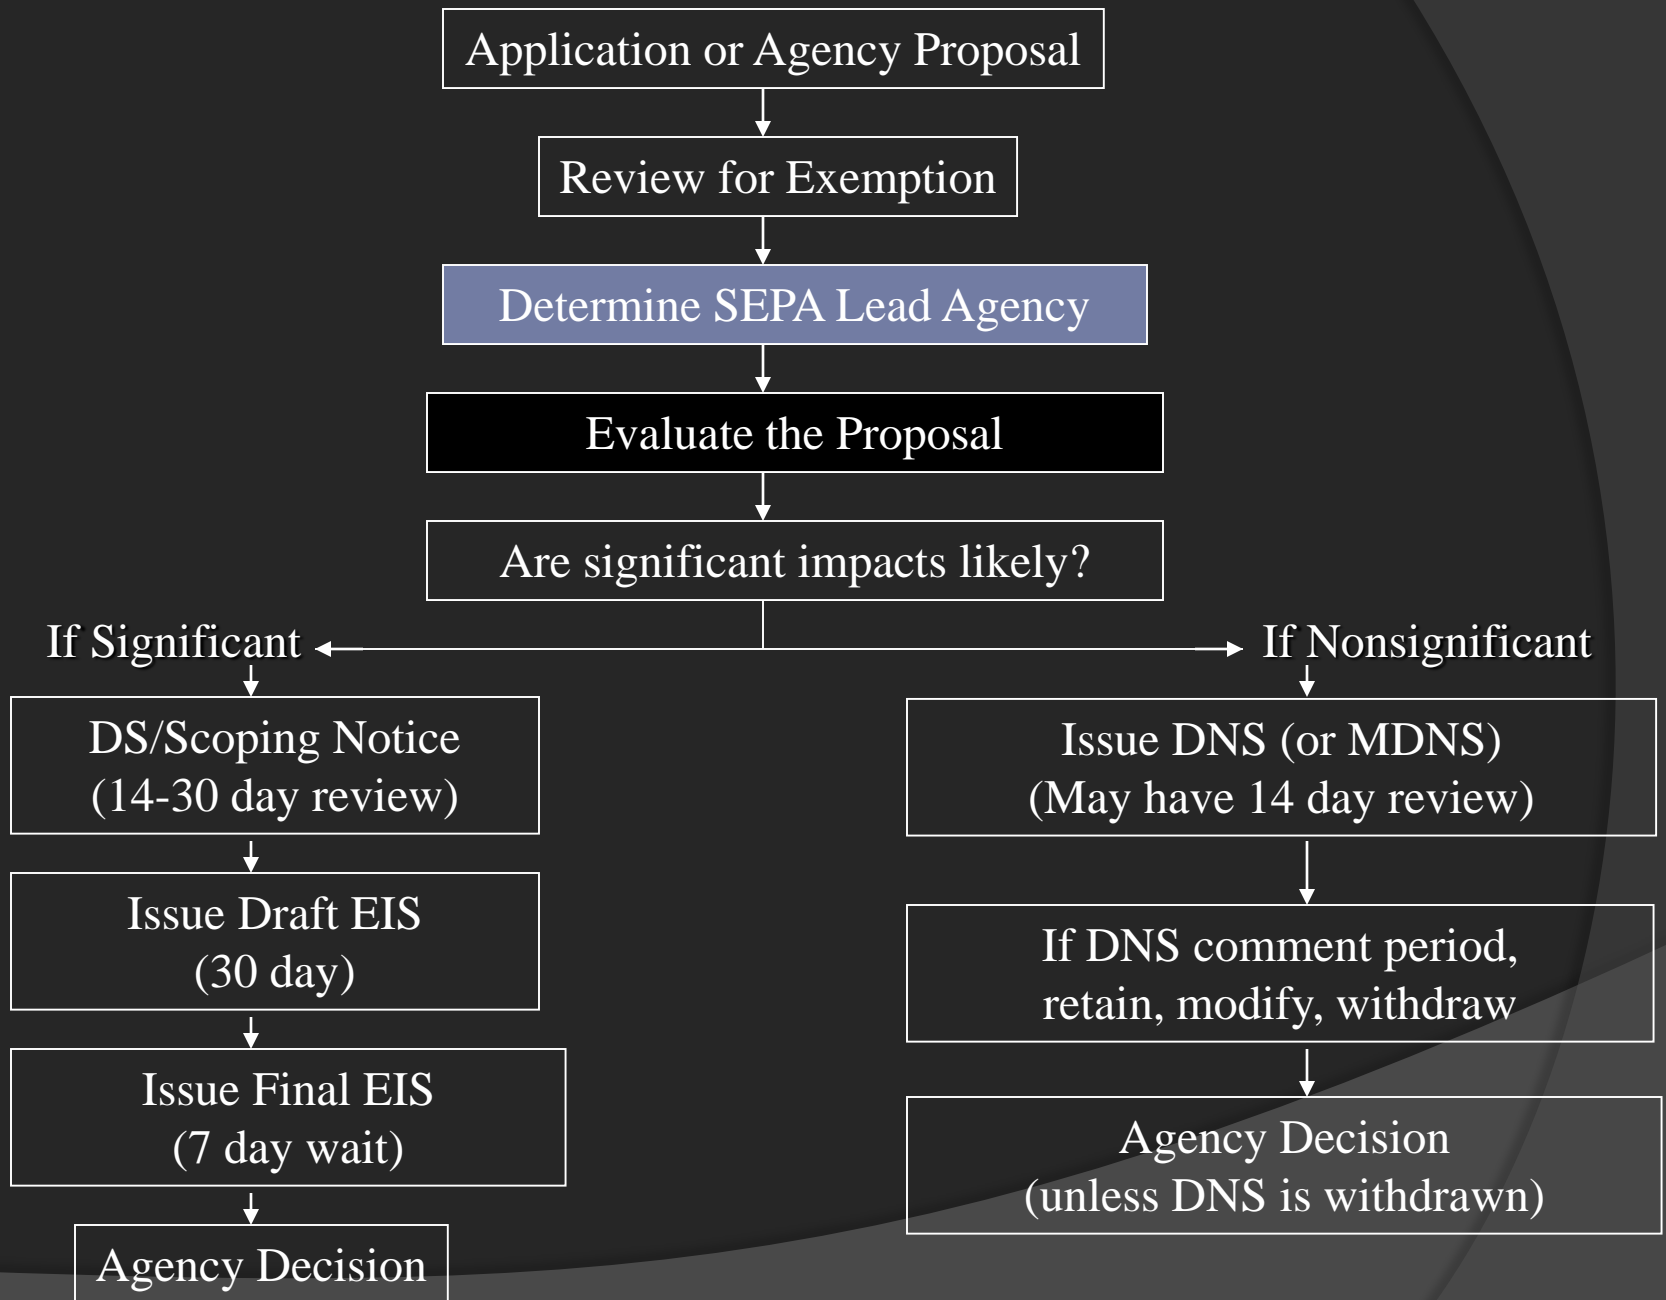 Application or Agency Proposal
Review for Exemption
Determine SEPA Lead Agency
Evaluate the Proposal
Are significant impacts likely?
If Significant
If Nonsignificant
DS/Scoping Notice
(14-30 day review)
Issue Draft EIS
(30 day)
Issue Final EIS
(7 day wait)
Agency Decision
Issue DNS (or MDNS)
(May have 14 day review)
If DNS comment period,
retain, modify, withdraw
Agency Decision
(unless DNS is withdrawn)